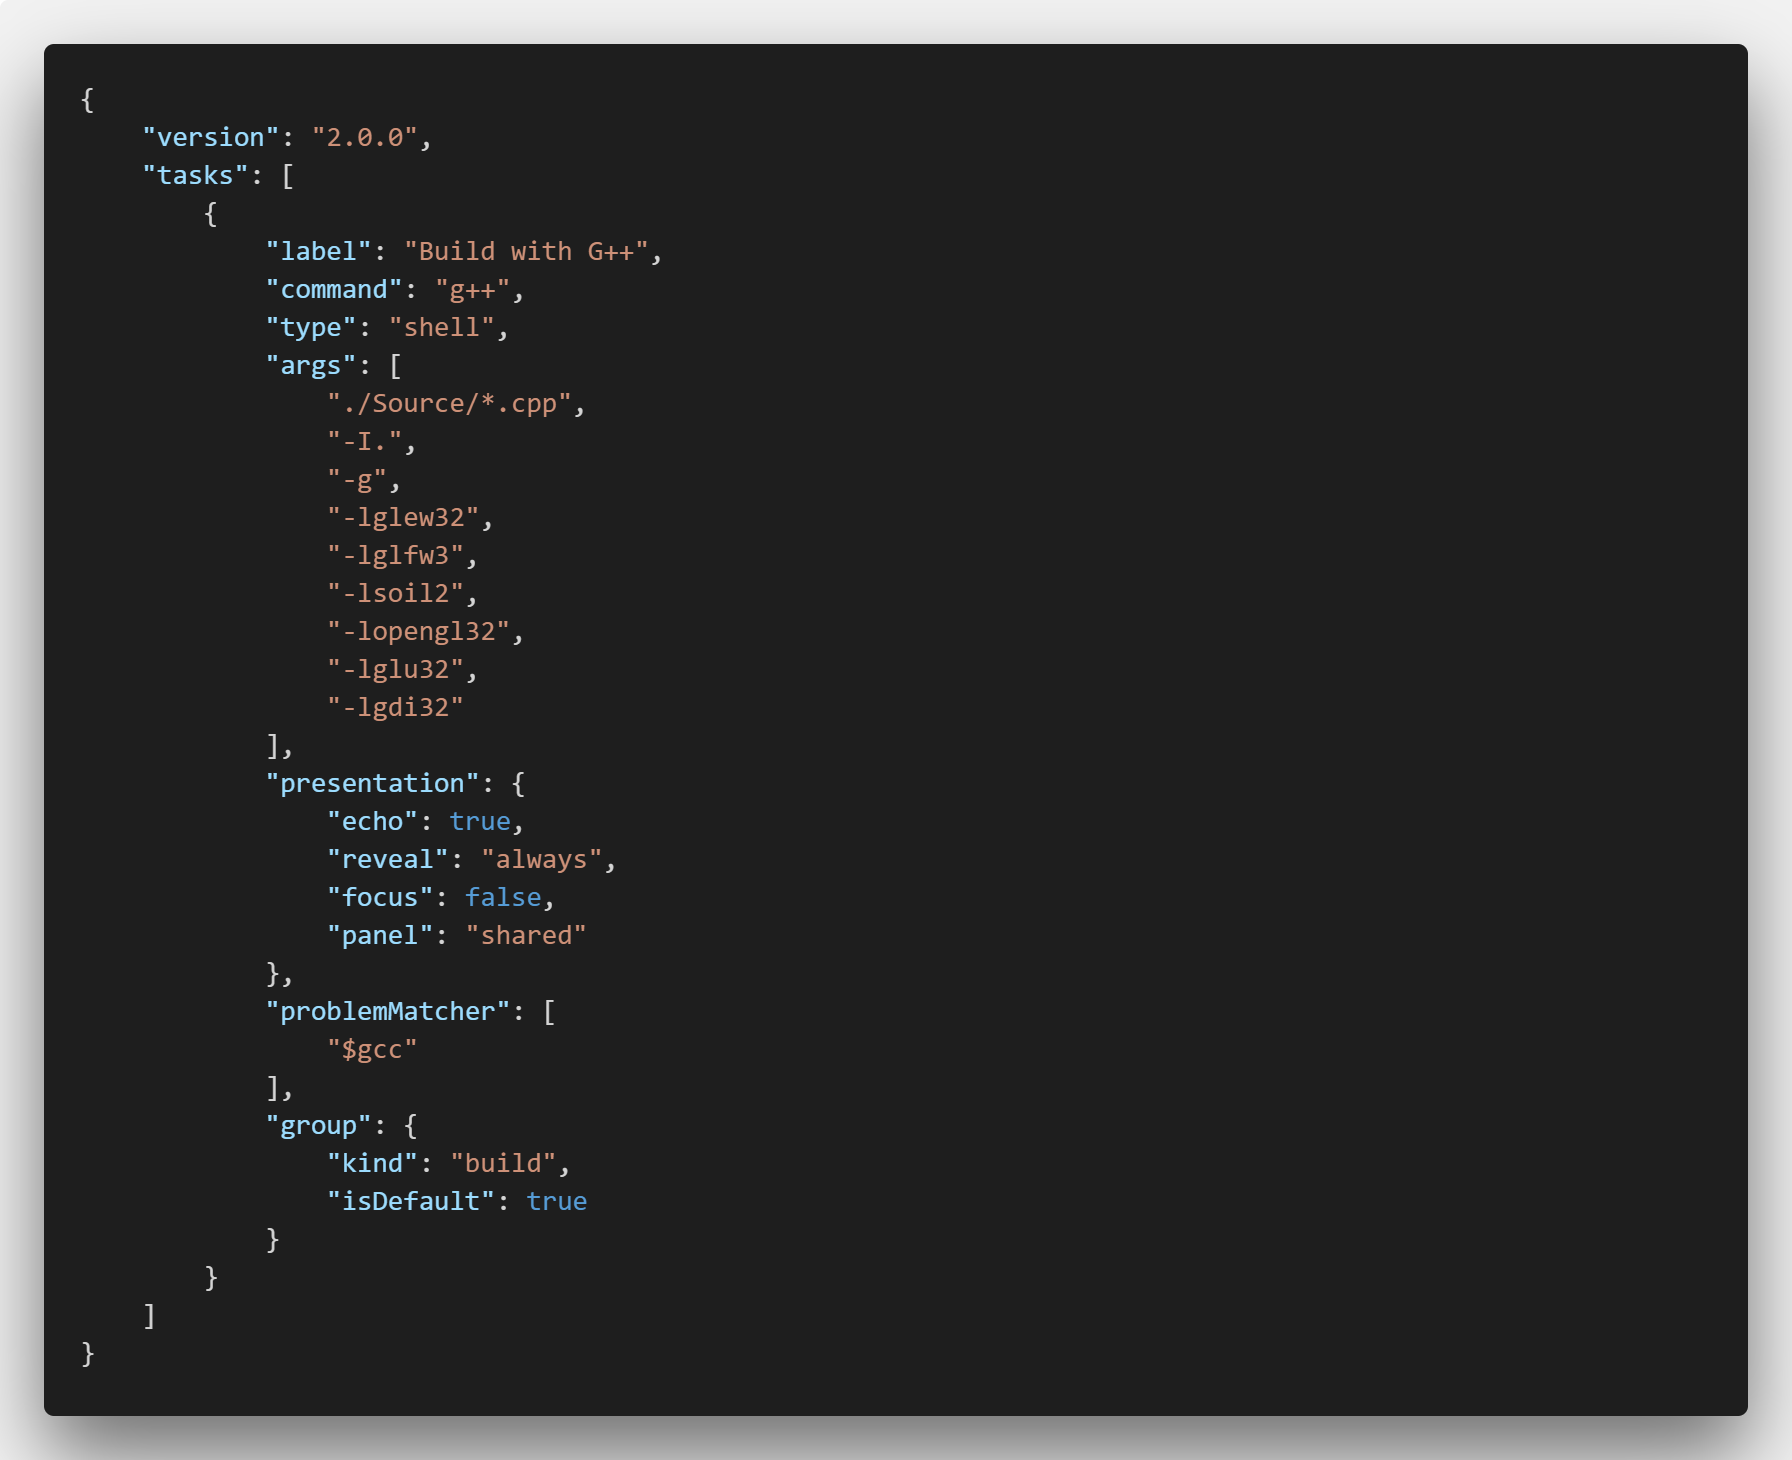 {
    "version": "2.0.0",
    "tasks": [
        {
            "label": "Build with G++",
            "command": "g++",
            "type": "shell",
            "args": [
                "./Source/*.cpp",
                "-I.",
                "-g",
                "-lglew32",
                "-lglfw3",
                "-lsoil2",
                "-lopengl32",
                "-lglu32",
                "-lgdi32"
            ],
            "presentation": {
                "echo": true,
                "reveal": "always",
                "focus": false,
                "panel": "shared"
            },
            "problemMatcher": [
                "$gcc"
            ],
            "group": {
                "kind": "build",
                "isDefault": true
            }
        }
    ]
}